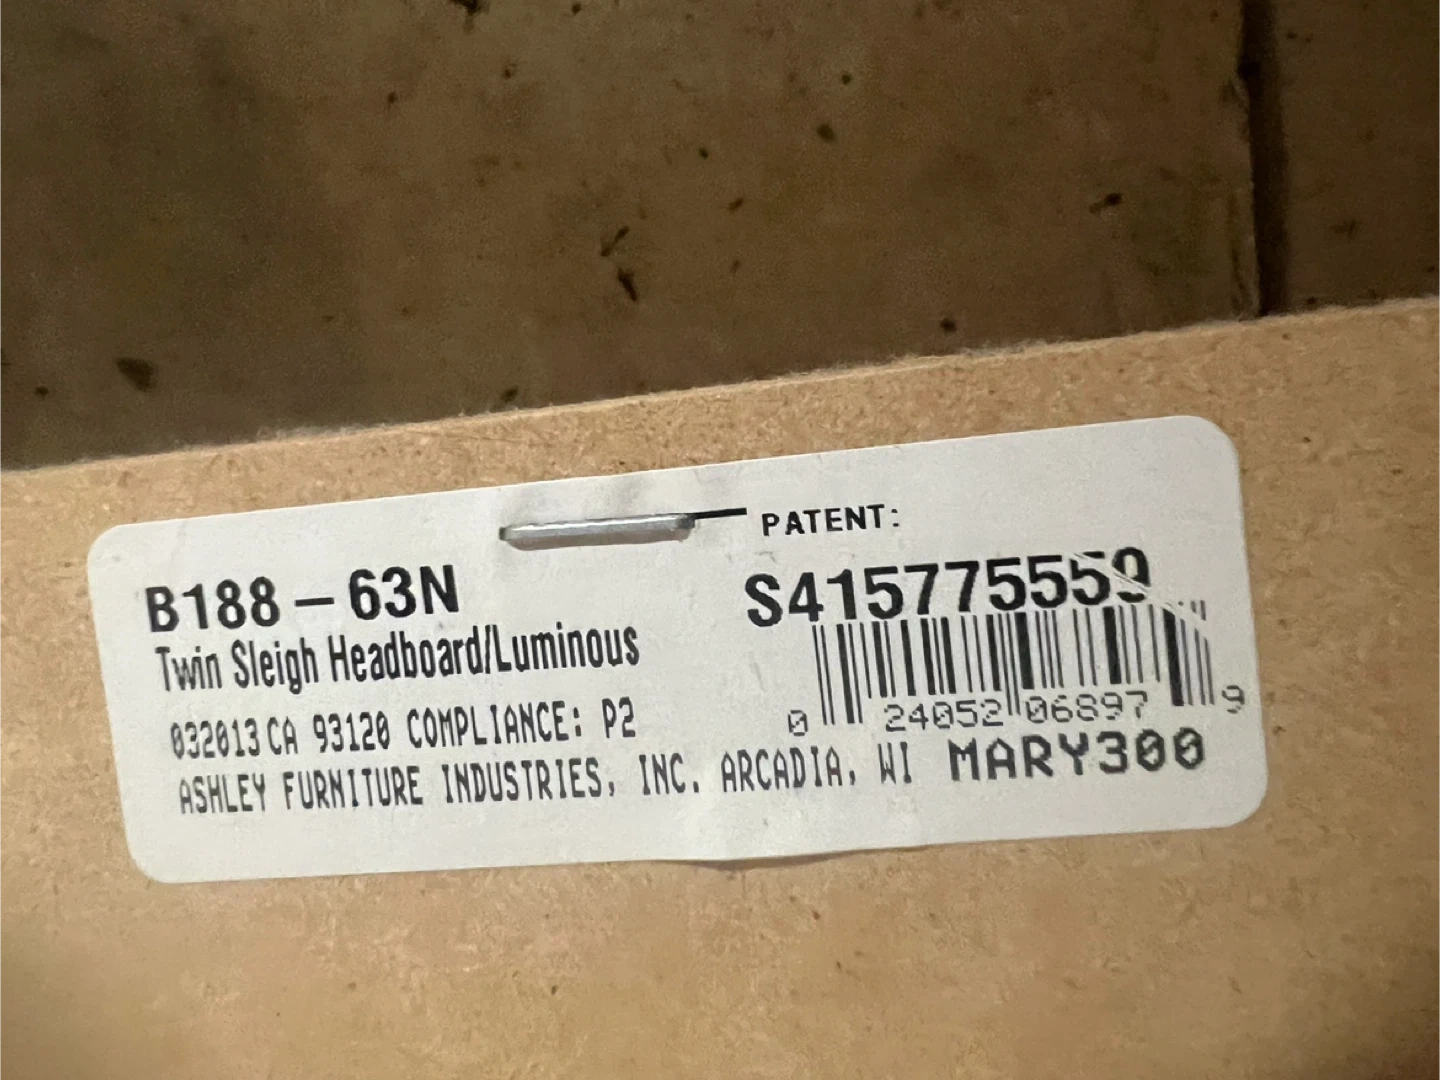 PATENT:
B188-63N
S415775559
Twin Sleigh Headboard/Luminous
0 24052 06897 9
032013 CA 93120 COMPLIANCE: P2
ASHLEY FURNITURE INDUSTRIES, INC. ARCADIA, WI MARY300